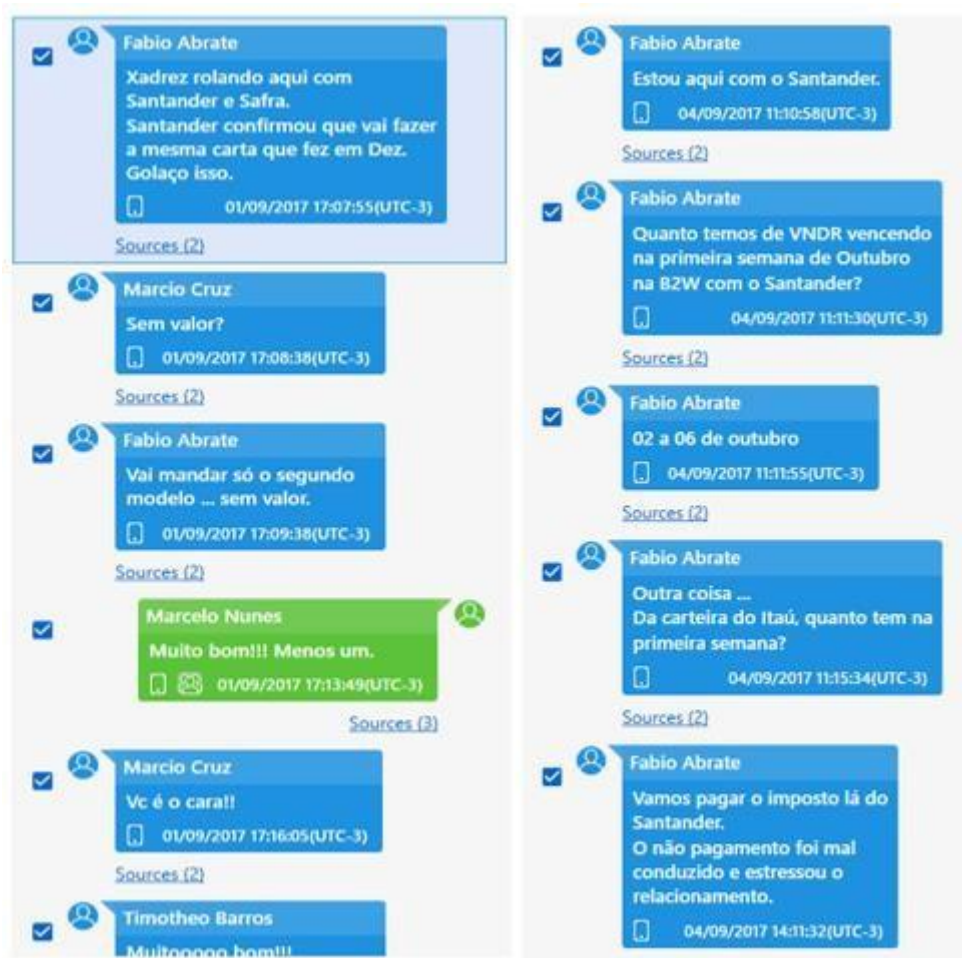 Fabio Abrate
Xadrez rolando aqui com
Santander e Safra.
Santander confirmou que vai fazer
a mesma carta que fez em Dez.
Golaço isso.
01/09/2017 17:07:55(UTC-3)
Sources (2)
Marcio Cruz
Sem valor?
01/09/2017 17:08:38(UTC-3)
Sources (2)
Fabio Abrate
Vai mandar só o segundo
modelo ... sem valor.
01/09/2017 17:09:38(UTC-3)
Sources (2)
Marcelo Nunes
Muito bom!!! Menos um.
01/09/2017 17:13:49(UTC-3)
Sources (3)
Marcio Cruz
Vc é o cara!!
01/09/2017 17:16:05(UTC-3)
Sources (2)
Timotheo Barros
Muitooooo bom!!!
Fabio Abrate
Estou aqui com o Santander.
04/09/2017 11:10:58(UTC-3)
Sources (2)
Fabio Abrate
Quanto temos de VNDR vencendo
na primeira semana de Outubro
na B2W com o Santander?
04/09/2017 11:11:30(UTC-3)
Sources (2)
Fabio Abrate
02 a 06 de outubro
04/09/2017 11:11:55(UTC-3)
Sources (2)
Fabio Abrate
Outra coisa ...
Da carteira do Itaú, quanto tem na
primeira semana?
04/09/2017 11:15:34(UTC-3)
Sources (2)
Fabio Abrate
Vamos pagar o imposto lá do
Santander.
O não pagamento foi mal
conduzido e estressou o
relacionamento.
04/09/2017 14:11:32(UTC-3)